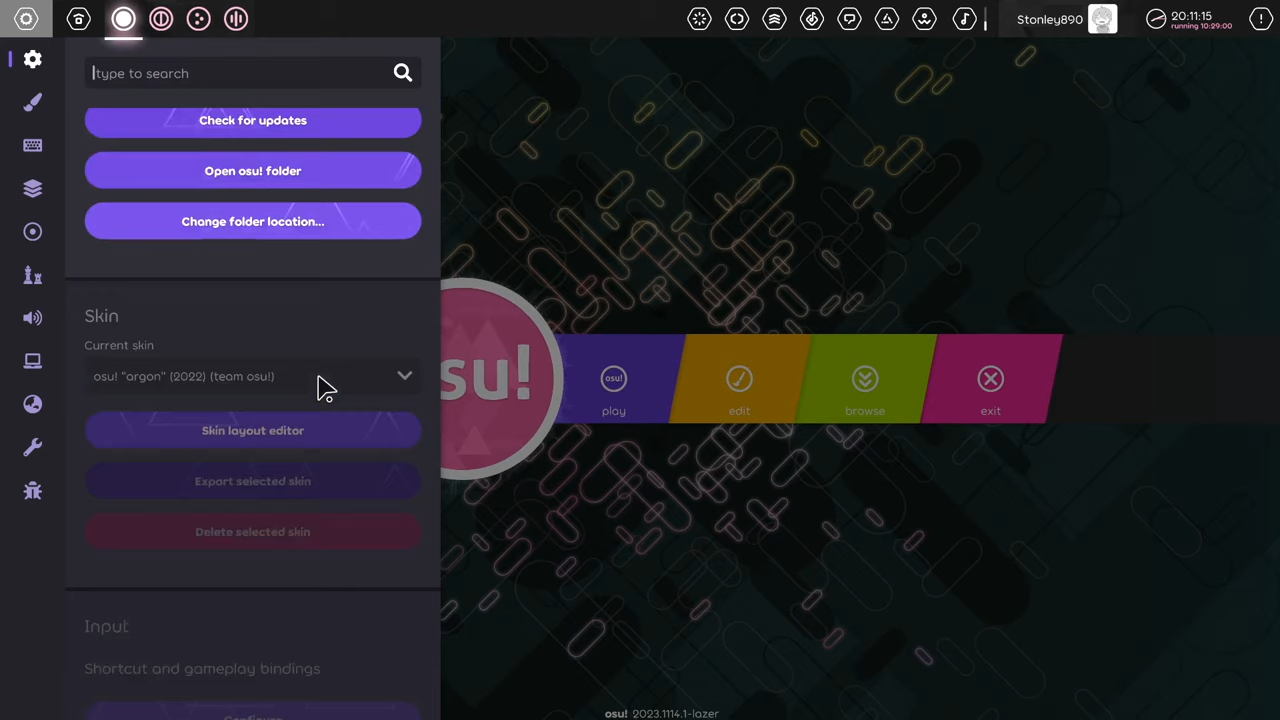 Stonley890
20:11:15
running 10:29:00
type to search
Check for updates
Open osu! folder
Change folder location...
Skin
Current skin
osu! "argon" (2022) (team osu!)
Skin layout editor
Export selected skin
Delete selected skin
Input
Shortcut and gameplay bindings
Configure
osu!
osu!
play
edit
browse
exit
osu! 2023.1114.1-lazer